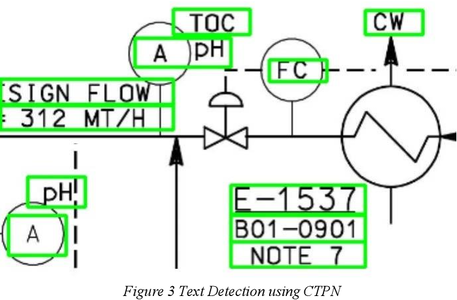 TOC
CW
A pH
FC
ESIGN FLOW
= 312 MT/H
pH
A
E-1537
B01-0901
NOTE 7
Figure 3 Text Detection using CTPN